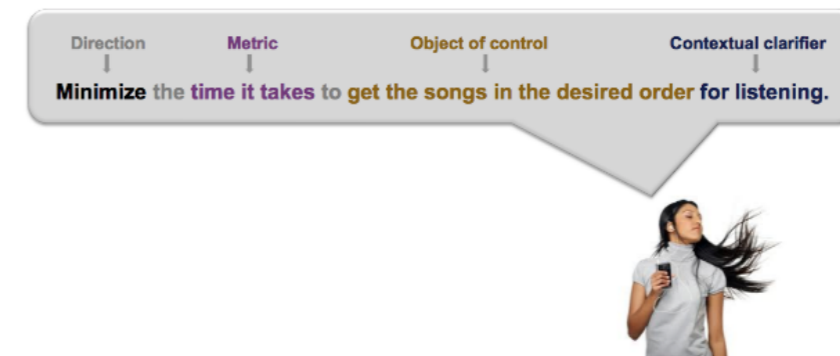 Direction Metric Object of control Contextual clarifier
Minimize the time it takes to get the songs in the desired order for listening.